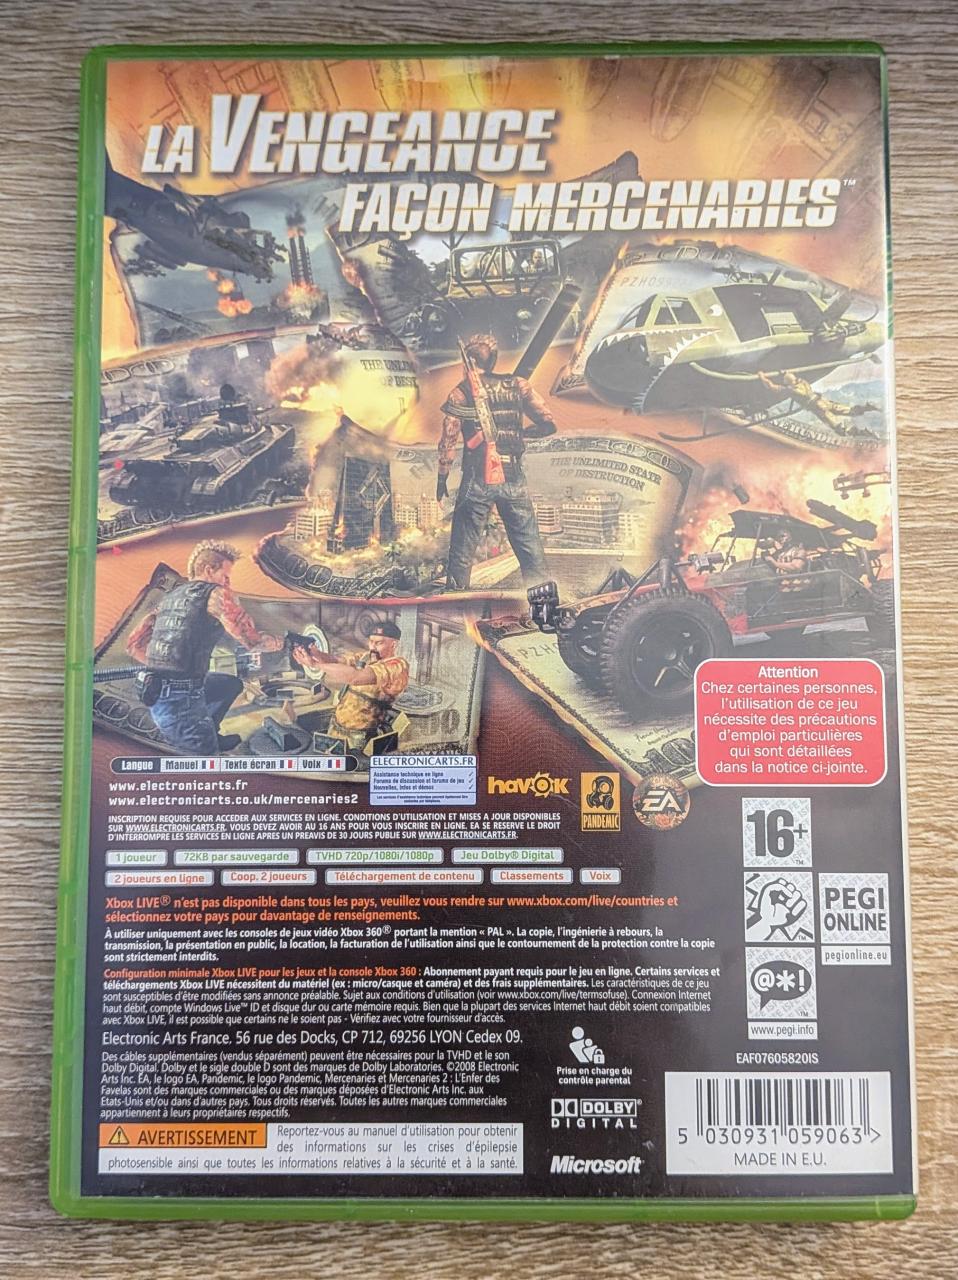 LA VENGEANCE
FAÇON MERCENARIES™
THE UNLIMITED STATE
OF DESTRUCTION
Attention
Chez certaines personnes,
l'utilisation de ce jeu
nécessite des précautions
d'emploi particulières
qui sont détaillées
dans la notice ci-jointe.
Langue Manuel Texte écran Voix
ELECTRONICARTS.FR
Assistance technique en ligne
Forums de discussion et forums de jeu
Nouvelles, infos et démos
www.electronicarts.fr
www.electronicarts.co.uk/mercenaries2
havok
PANDEMIC
EA
INSCRIPTION REQUISE POUR ACCEDER AUX SERVICES EN LIGNE. CONDITIONS D'UTILISATION ET MISES A JOUR DISPONIBLES
SUR WWW.ELECTRONICARTS.FR. VOUS DEVEZ AVOIR AU 16 ANS POUR VOUS INSCRIRE EN LIGNE. EA SE RESERVE LE DROIT
D'INTERROMPRE LES SERVICES EN LIGNE APRES UN PREAVIS DE 30 JOURS PUBLIE SUR WWW.ELECTRONICARTS.FR.
1 joueur 72KB par sauvegarde TVHD 720p/1080i/1080p Jeu Dolby® Digital
2 joueurs en ligne Coop. 2 joueurs Téléchargement de contenu Classements Voix
Xbox LIVE® n'est pas disponible dans tous les pays, veuillez vous rendre sur www.xbox.com/live/countries et
sélectionnez votre pays pour davantage de renseignements.
À utiliser uniquement avec les consoles de jeux vidéo Xbox 360® portant la mention « PAL ». La copie, l'ingénierie à rebours, la
transmission, la présentation en public, la location, la facturation de l'utilisation ainsi que le contournement de la protection contre la copie
sont strictement interdits.
Configuration minimale Xbox LIVE pour les jeux et la console Xbox 360 : Abonnement payant requis pour le jeu en ligne. Certains services et
téléchargements Xbox LIVE nécessitent du matériel (ex : micro/casque et caméra) et des frais supplémentaires. Les caractéristiques de ce jeu
sont susceptibles d'être modifiées sans annonce préalable. Sujet aux conditions d'utilisation (voir www.xbox.com/live/termsofuse). Connexion Internet
haut débit, compte Windows Live™ ID et disque dur ou carte mémoire requis. Bien que la plupart des services Internet haut débit soient compatibles
avec Xbox LIVE, il est possible que certains ne le soient pas - Vérifiez avec votre fournisseur d'accès.
Electronic Arts France. 56 rue des Docks, CP 712, 69256 LYON Cedex 09.
Des câbles supplémentaires (vendus séparément) peuvent être nécessaires pour la TVHD et le son
Dolby Digital. Dolby et le sigle double D sont des marques de Dolby Laboratories. ©2008 Electronic
Arts Inc. EA, le logo EA, Pandemic, le logo Pandemic, Mercenaries et Mercenaries 2 : L'Enfer des
Favelas sont des marques commerciales ou des marques déposées d'Electronic Arts Inc. aux
Etats-Unis et/ou dans d'autres pays. Tous droits réservés. Toutes les autres marques commerciales
appartiennent à leurs propriétaires respectifs.
AVERTISSEMENT Reportez-vous au manuel d'utilisation pour obtenir
des informations sur les crises d'épilepsie
photosensible ainsi que toutes les informations relatives à la sécurité et à la santé.
Prise en charge du
contrôle parental
DOLBY®
DIGITAL
Microsoft®
16+
PEGI
ONLINE
pegionline.eu
@*!
www.pegi.info
EAF07605820IS
5 030931 059063 >
MADE IN E.U.